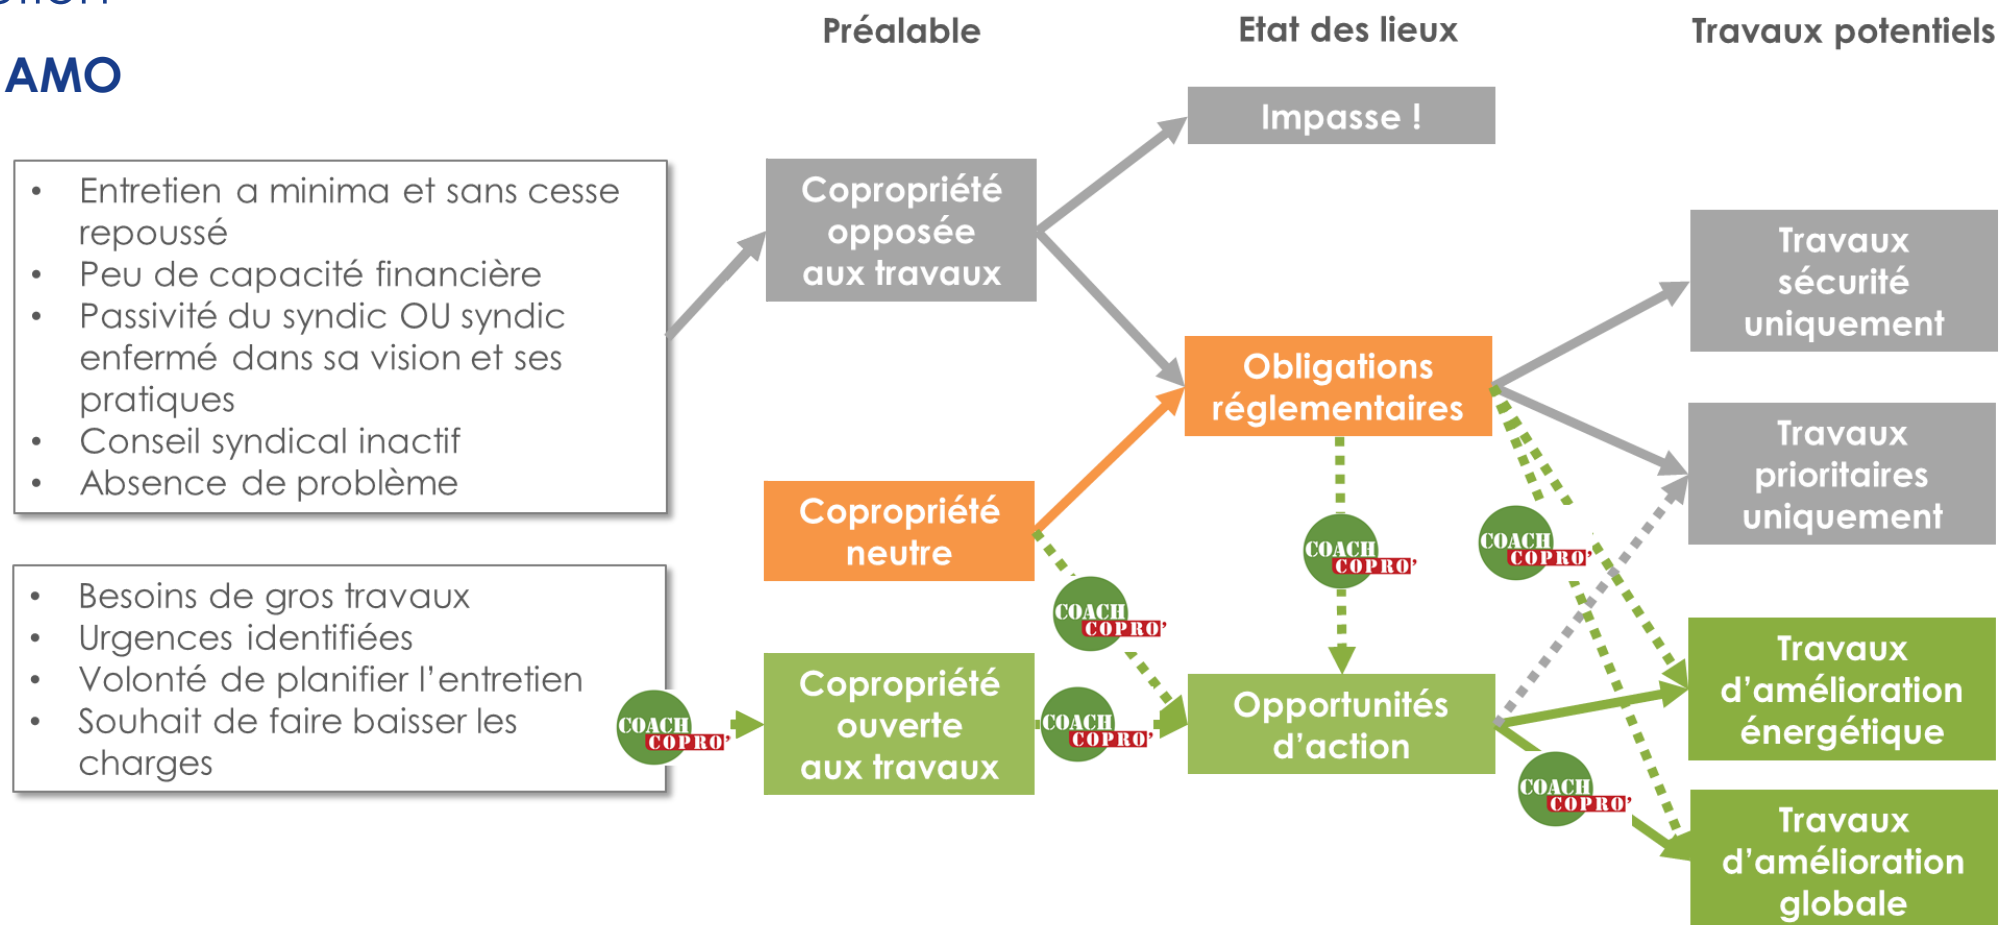 AMO
Préalable
Etat des lieux
Travaux potentiels
• Entretien a minima et sans cesse
repoussé
• Peu de capacité financière
• Passivité du syndic OU syndic
enfermé dans sa vision et ses
pratiques
• Conseil syndical inactif
• Absence de problème
• Besoins de gros travaux
• Urgences identifiées
• Volonté de planifier l’entretien
• Souhait de faire baisser les
charges
COACH
COPRO’
Copropriété
opposée
aux travaux
Copropriété
neutre
COACH
COPRO’
Copropriété
ouverte
aux travaux
COACH
COPRO’
Impasse !
Obligations
réglementaires
COACH
COPRO’
Opportunités
d’action
COACH
COPRO’
COACH
COPRO’
Travaux
sécurité
uniquement
Travaux
prioritaires
uniquement
Travaux
d’amélioration
énergétique
Travaux
d’amélioration
globale